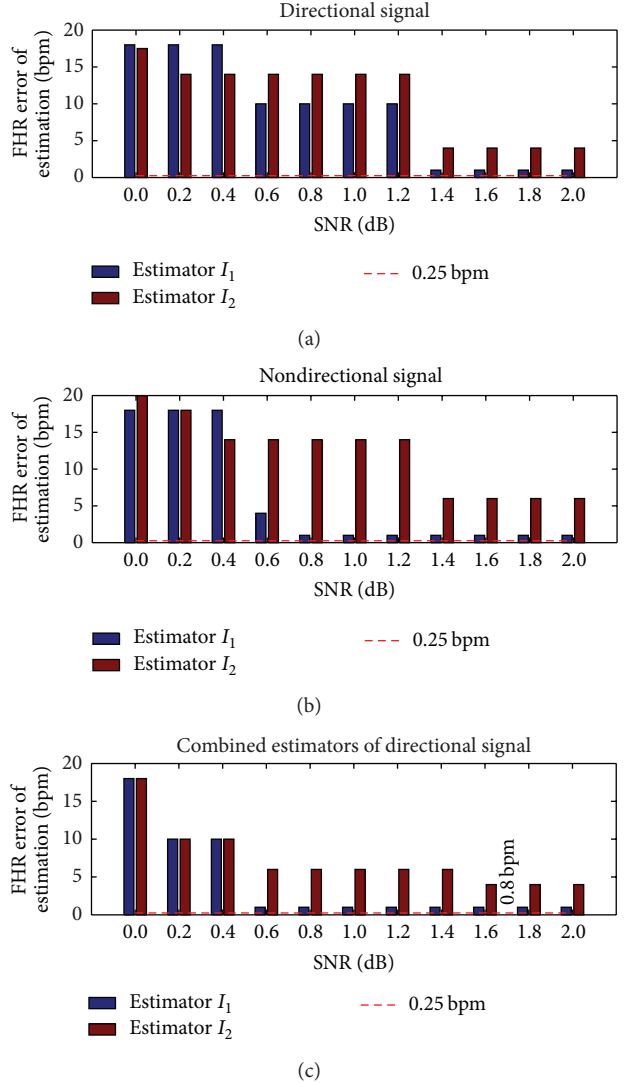 Directional signal
20
15
10
5
0
FHR error of
estimation (bpm)
0.0 0.2 0.4 0.6 0.8 1.0 1.2 1.4 1.6 1.8 2.0
SNR (dB)
Estimator I₁
Estimator I₂
0.25 bpm
(a)
Nondirectional signal
20
15
10
5
0
FHR error of
estimation (bpm)
0.0 0.2 0.4 0.6 0.8 1.0 1.2 1.4 1.6 1.8 2.0
SNR (dB)
Estimator I₁
Estimator I₂
0.25 bpm
(b)
Combined estimators of directional signal
20
15
10
5
0
FHR error of
estimation (bpm)
0.8 bpm
0.0 0.2 0.4 0.6 0.8 1.0 1.2 1.4 1.6 1.8 2.0
SNR (dB)
Estimator I₁
Estimator I₂
0.25 bpm
(c)